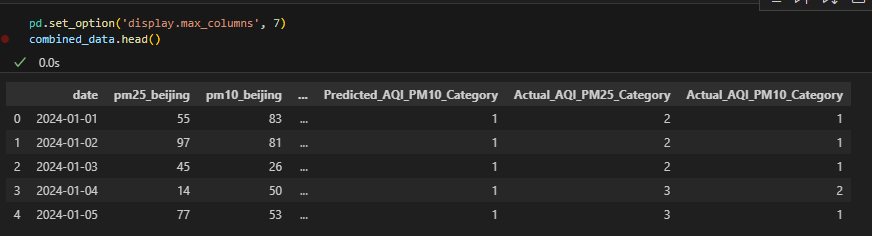 pd.set_option('display.max_columns', 7)
combined_data.head()
0.0s
date pm25_beijing pm10_beijing ... Predicted_AQI_PM10_Category Actual_AQI_PM25_Category Actual_AQI_PM10_Category
0 2024-01-01 55 83 ... 1 2 1
1 2024-01-02 97 81 ... 1 2 1
2 2024-01-03 45 26 ... 1 2 1
3 2024-01-04 14 50 ... 1 3 2
4 2024-01-05 77 53 ... 1 3 1